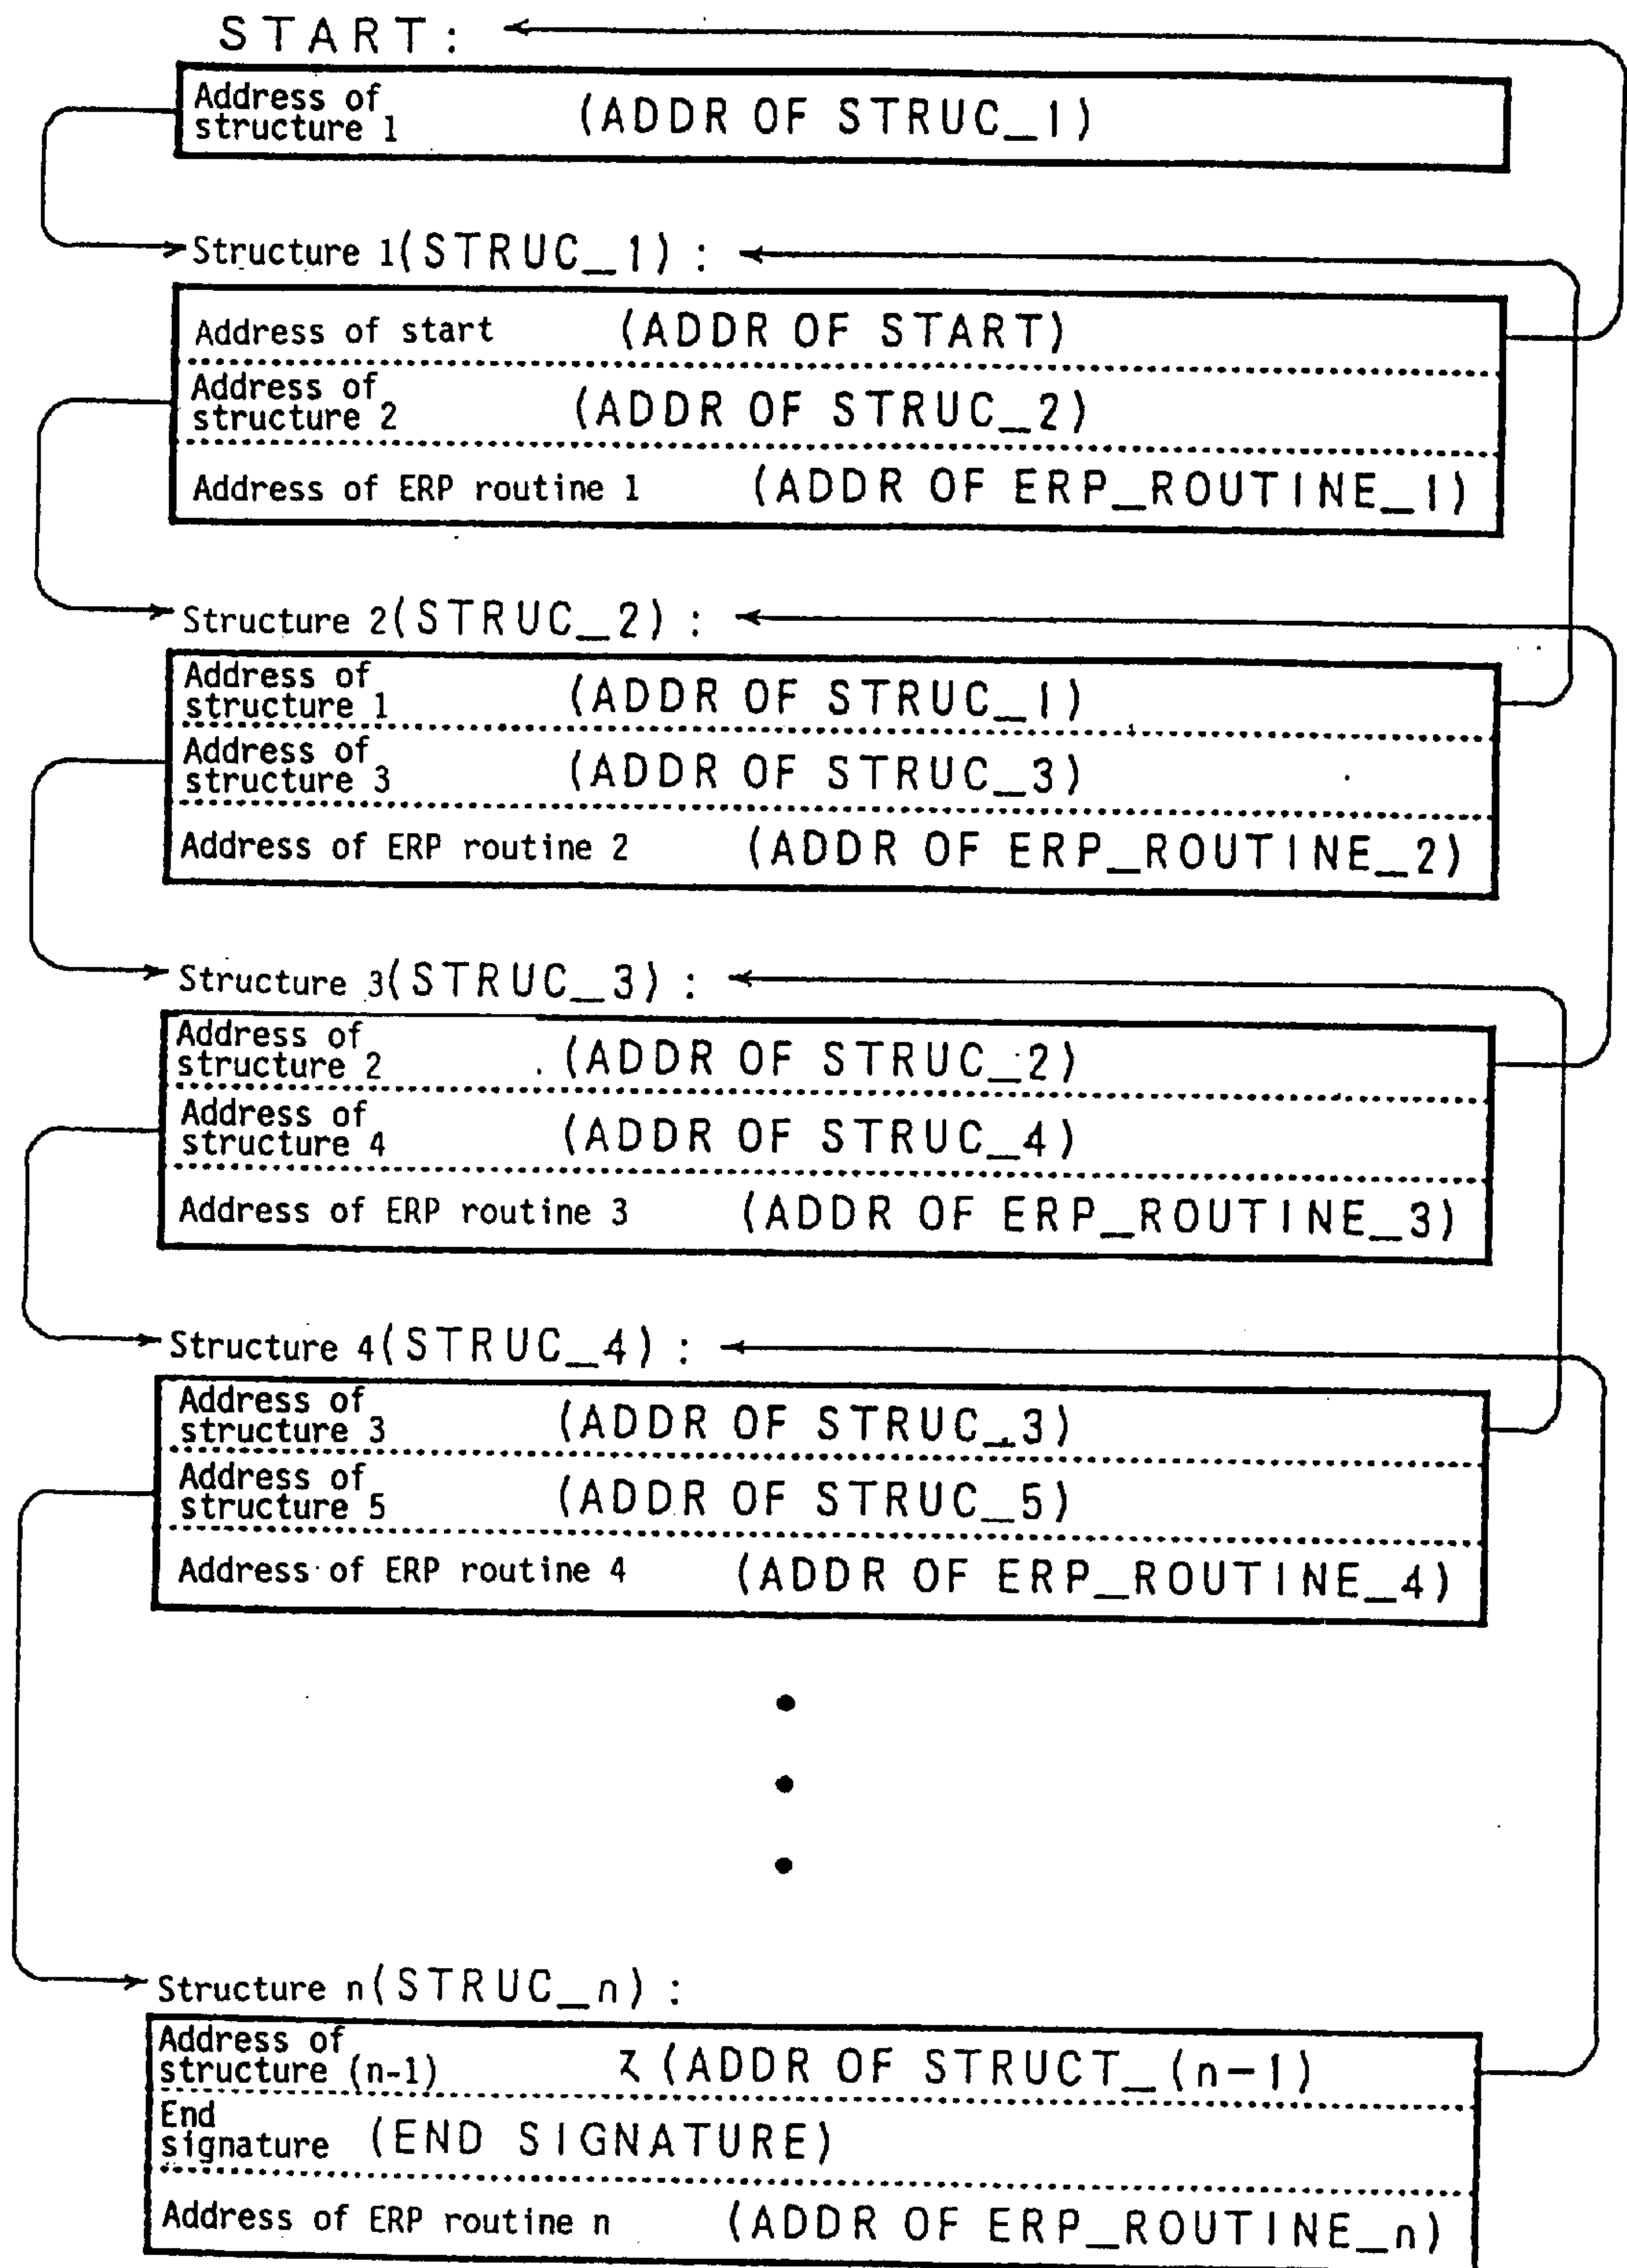 START:
Address of
structure 1 (ADDR OF STRUC_1)
Structure 1(STRUC_1) :
Address of start (ADDR OF START)
Address of
structure 2 (ADDR OF STRUC_2)
Address of ERP routine 1 (ADDR OF ERP_ROUTINE_1)
Structure 2(STRUC_2) :
Address of
structure 1 (ADDR OF STRUC_1)
Address of
structure 3 (ADDR OF STRUC_3)
Address of ERP routine 2 (ADDR OF ERP_ROUTINE_2)
Structure 3(STRUC_3) :
Address of
structure 2 (ADDR OF STRUC_2)
Address of
structure 4 (ADDR OF STRUC_4)
Address of ERP routine 3 (ADDR OF ERP_ROUTINE_3)
Structure 4(STRUC_4) :
Address of
structure 3 (ADDR OF STRUC_3)
Address of
structure 5 (ADDR OF STRUC_5)
Address of ERP routine 4 (ADDR OF ERP_ROUTINE_4)
Structure n(STRUC_n) :
Address of
structure (n-1) (ADDR OF STRUCT_(n-1)
End
signature (END SIGNATURE)
Address of ERP routine n (ADDR OF ERP_ROUTINE_n)